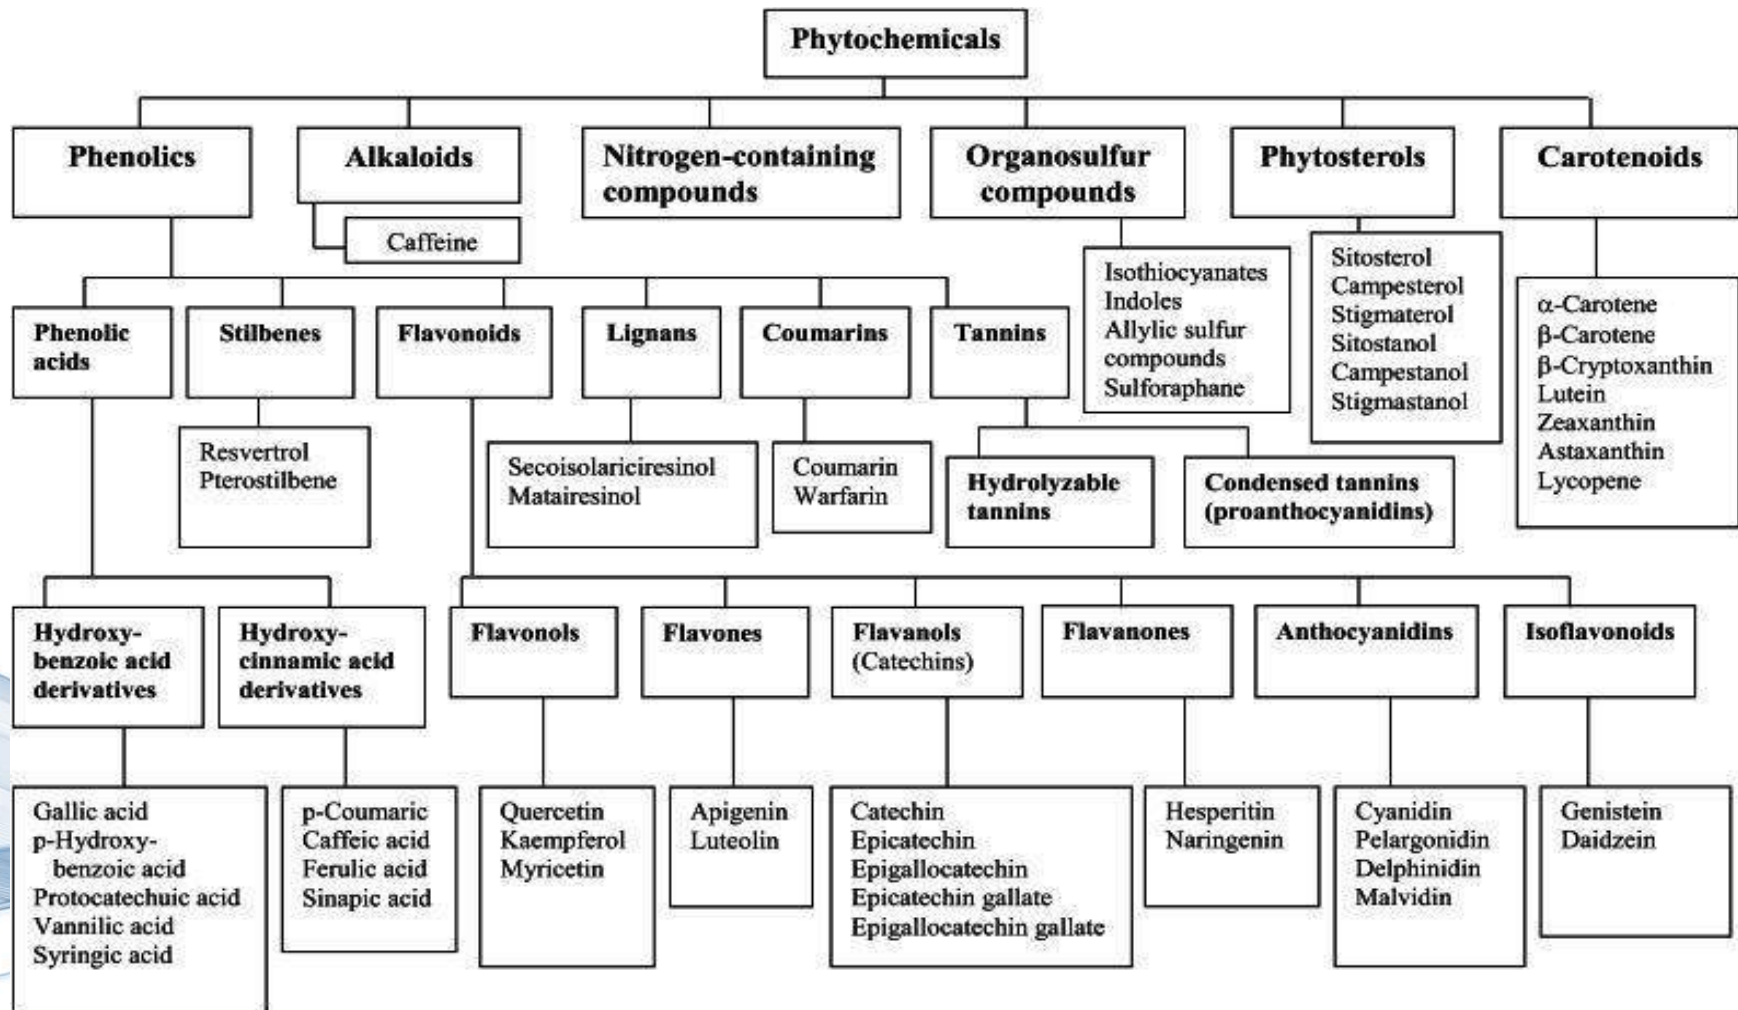 Phytochemicals
Phenolics
Alkaloids
Nitrogen-containing
compounds
Organosulfur
compounds
Phytosterols
Carotenoids
Caffeine
Isothiocyanates
Indoles
Allylic sulfur
compounds
Sulforaphane
Sitosterol
Campesterol
Stigmaterol
Sitostanol
Campestanol
Stigmastanol
α-Carotene
β-Carotene
β-Cryptoxanthin
Lutein
Zeaxanthin
Astaxanthin
Lycopene
Phenolic
acids
Stilbenes
Flavonoids
Lignans
Coumarins
Tannins
Resvertrol
Pterostilbene
Secoisolariciresinol
Matairesinol
Coumarin
Warfarin
Hydrolyzable
tannins
Condensed tannins
(proanthocyanidins)
Hydroxy-
benzoic acid
derivatives
Hydroxy-
cinnamic acid
derivatives
Flavonols
Flavones
Flavanols
(Catechins)
Flavanones
Anthocyanidins
Isoflavonoids
Gallic acid
p-Hydroxy-
benzoic acid
Protocatechuic acid
Vannilic acid
Syringic acid
p-Coumaric
Caffeic acid
Ferulic acid
Sinapic acid
Quercetin
Kaempferol
Myricetin
Apigenin
Luteolin
Catechin
Epicatechin
Epigallocatechin
Epicatechin gallate
Epigallocatechin gallate
Hesperitin
Naringenin
Cyanidin
Pelargonidin
Delphinidin
Malvidin
Genistein
Daidzein